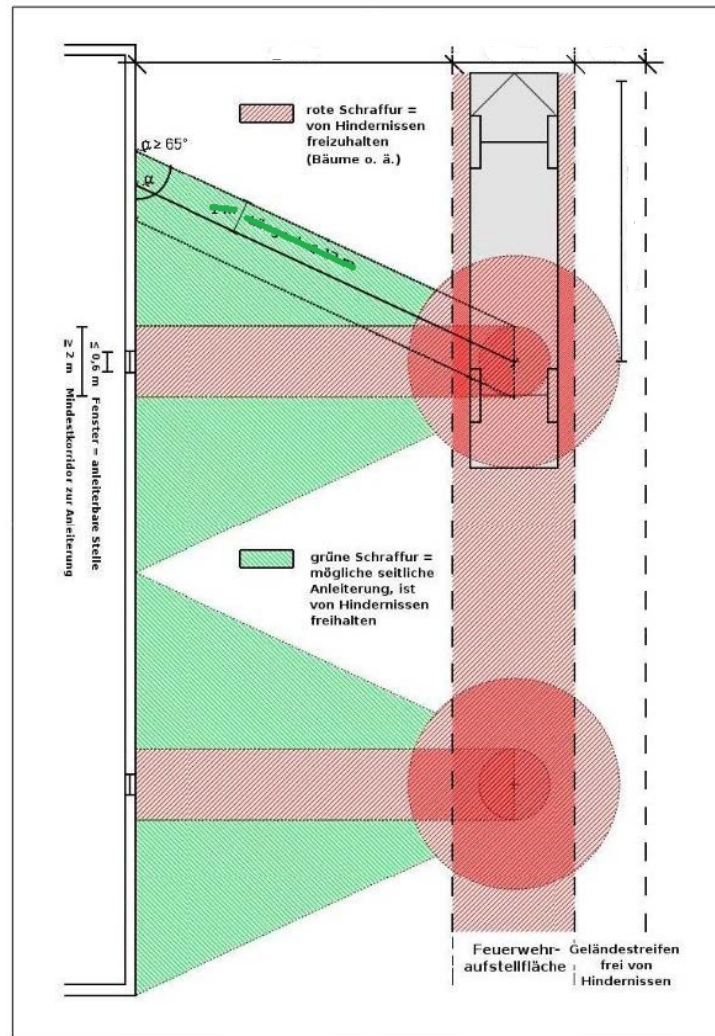 rote Schraffur =
von Hindernissen
freizuhalten
(Bäume o. ä.)
α ≥ 65°
α
≤ 0,6 m Fenster = anleiterbare Stelle
≥ 2 m Mindestkorridor zur Anleiterung
grüne Schraffur =
mögliche seitliche
Anleiterung, ist
von Hindernissen
freihalten
Feuerwehr-
aufstellfläche
Geländestreifen
frei von
Hindernissen